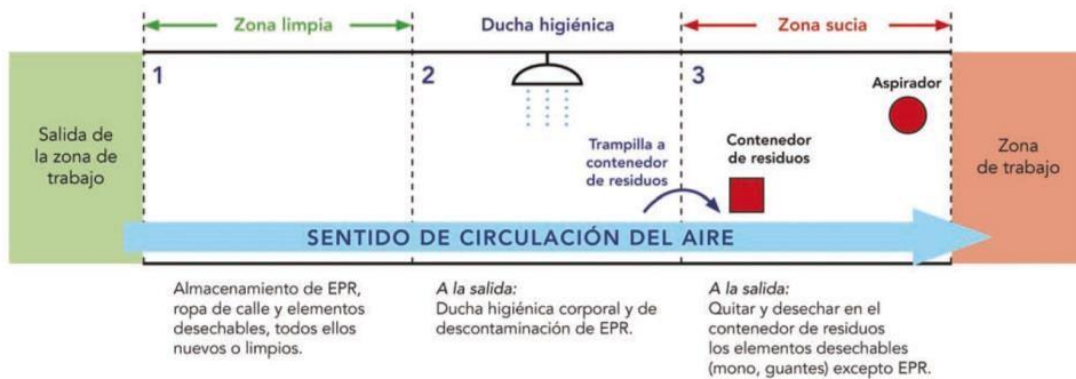 Zona limpia
Ducha higiénica
Zona sucia
1
2
3
Aspirador
Salida de
la zona de
trabajo
Trampilla a
contenedor
de residuos
Contenedor
de residuos
Zona
de trabajo
SENTIDO DE CIRCULACIÓN DEL AIRE
Almacenamiento de EPR,
ropa de calle y elementos
desechables, todos ellos
nuevos o limpios.
A la salida:
Ducha higiénica corporal y de
descontaminación de EPR.
A la salida:
Quitar y desechar en el
contenedor de residuos
los elementos desechables
(mono, guantes) excepto EPR.